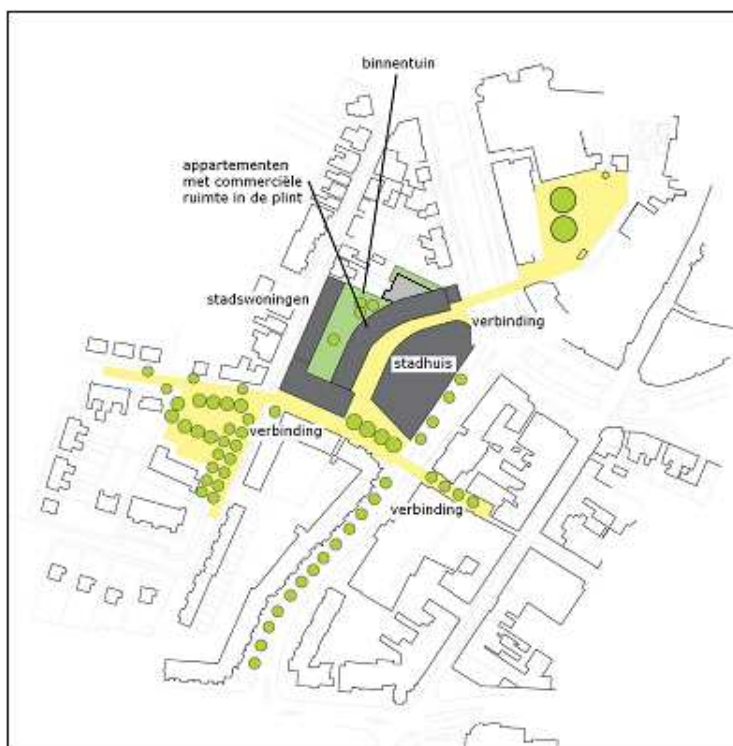 binnentuin
appartementen
met commerciële
ruimte in de plint
stadswoningen
verbinding
stadhuis
verbinding
verbinding